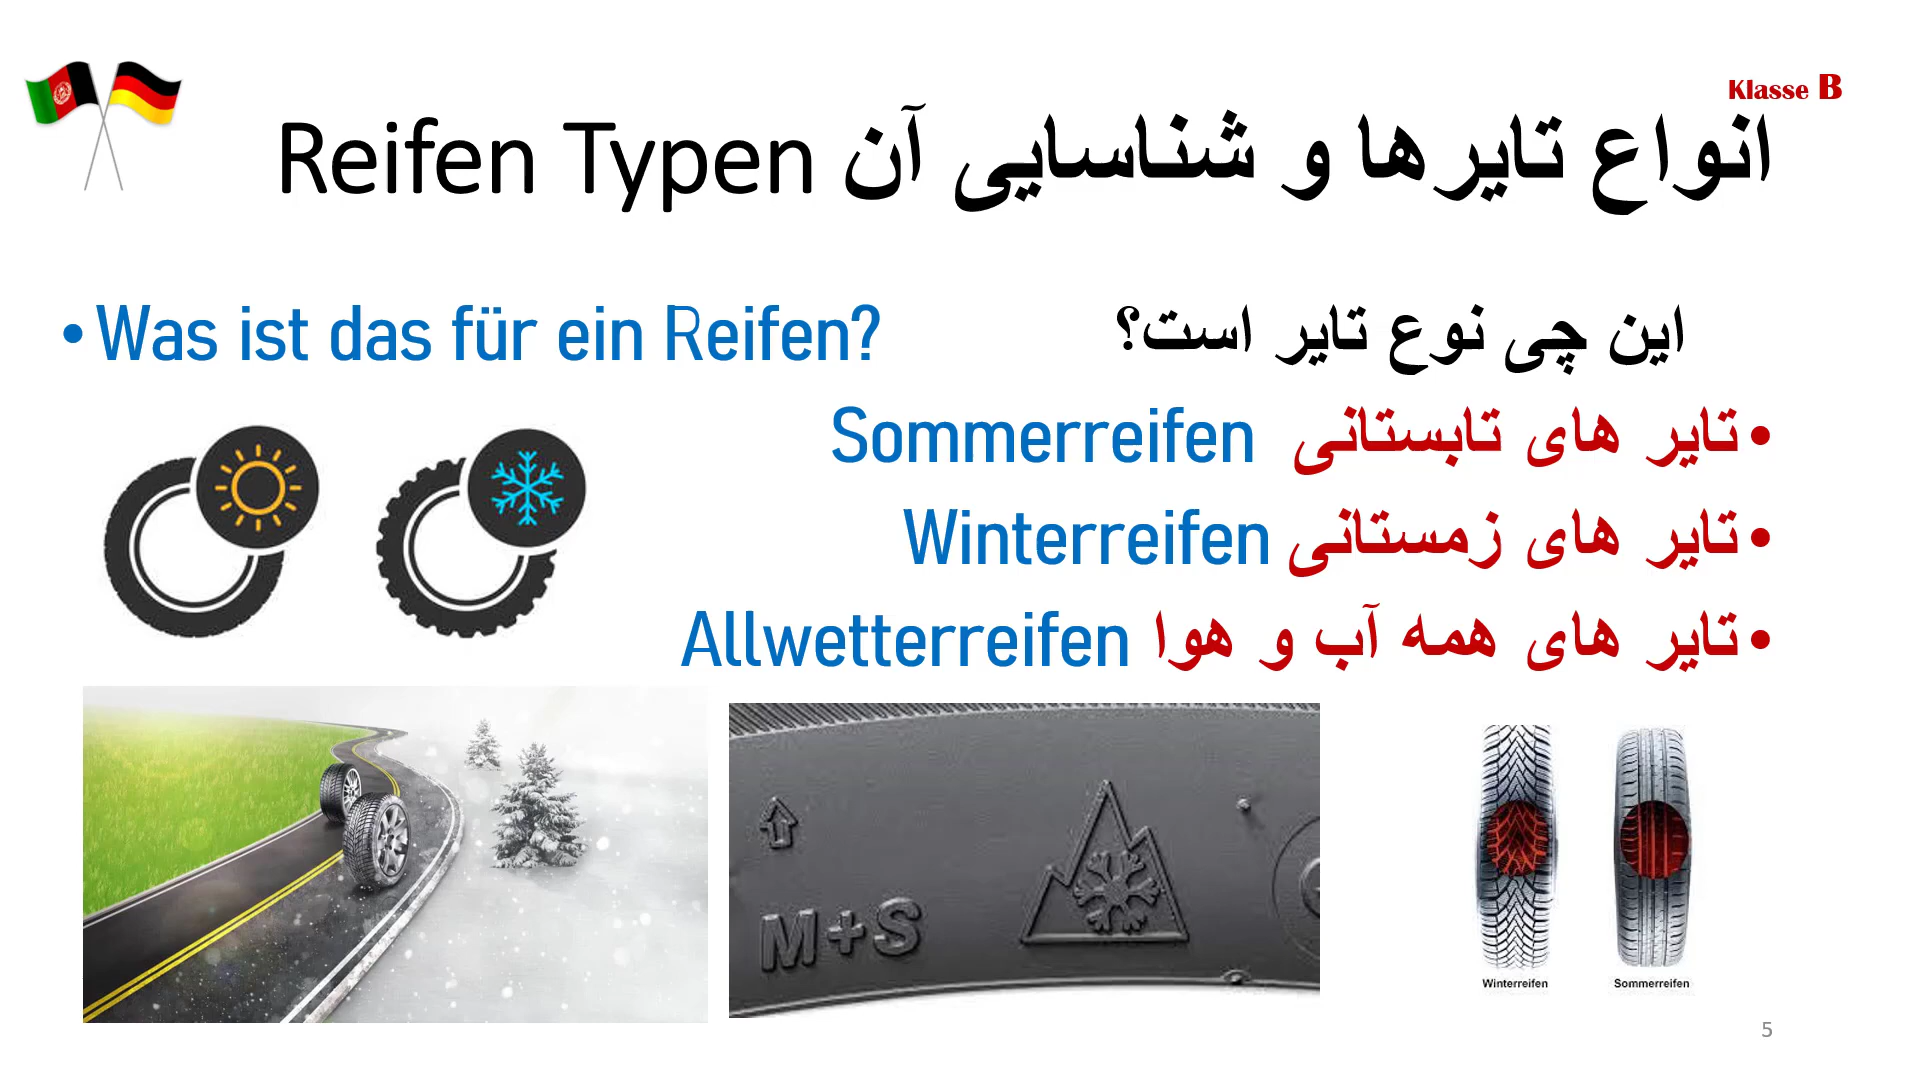 Klasse B
انواع تایرها و شناسایی آن Reifen Typen
• Was ist das für ein Reifen?
این چی نوع تایر است؟
• تایر های تابستانی Sommerreifen
• تایر های زمستانی Winterreifen
• تایر های همه آب و هوا Allwetterreifen
M+S
Winterreifen
Sommerreifen
5